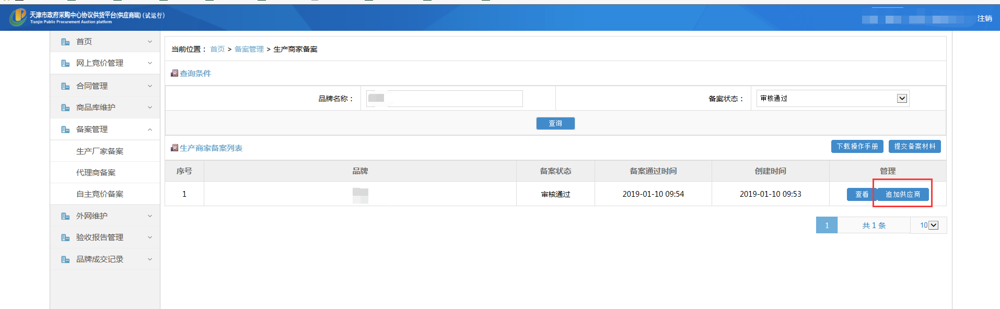 天津市政府采购中心协议供货平台(供应商端)(试运行)
Tianjin Public Procurement Auction platform
注销
首页
网上竞价管理
合同管理
商品库维护
备案管理
生产厂家备案
代理商备案
自主竞价备案
外网维护
验收报告管理
品牌成交记录
当前位置： 首页 > 备案管理 > 生产商家备案
查询条件
品牌名称： 备案状态： 审核通过
查询
生产商家备案列表 下载操作手册 提交备案材料
序号 品牌 备案状态 备案通过时间 创建时间 管理
1 审核通过 2019-01-10 09:54 2019-01-10 09:53 查看 追加供应商
1 共 1 条 10